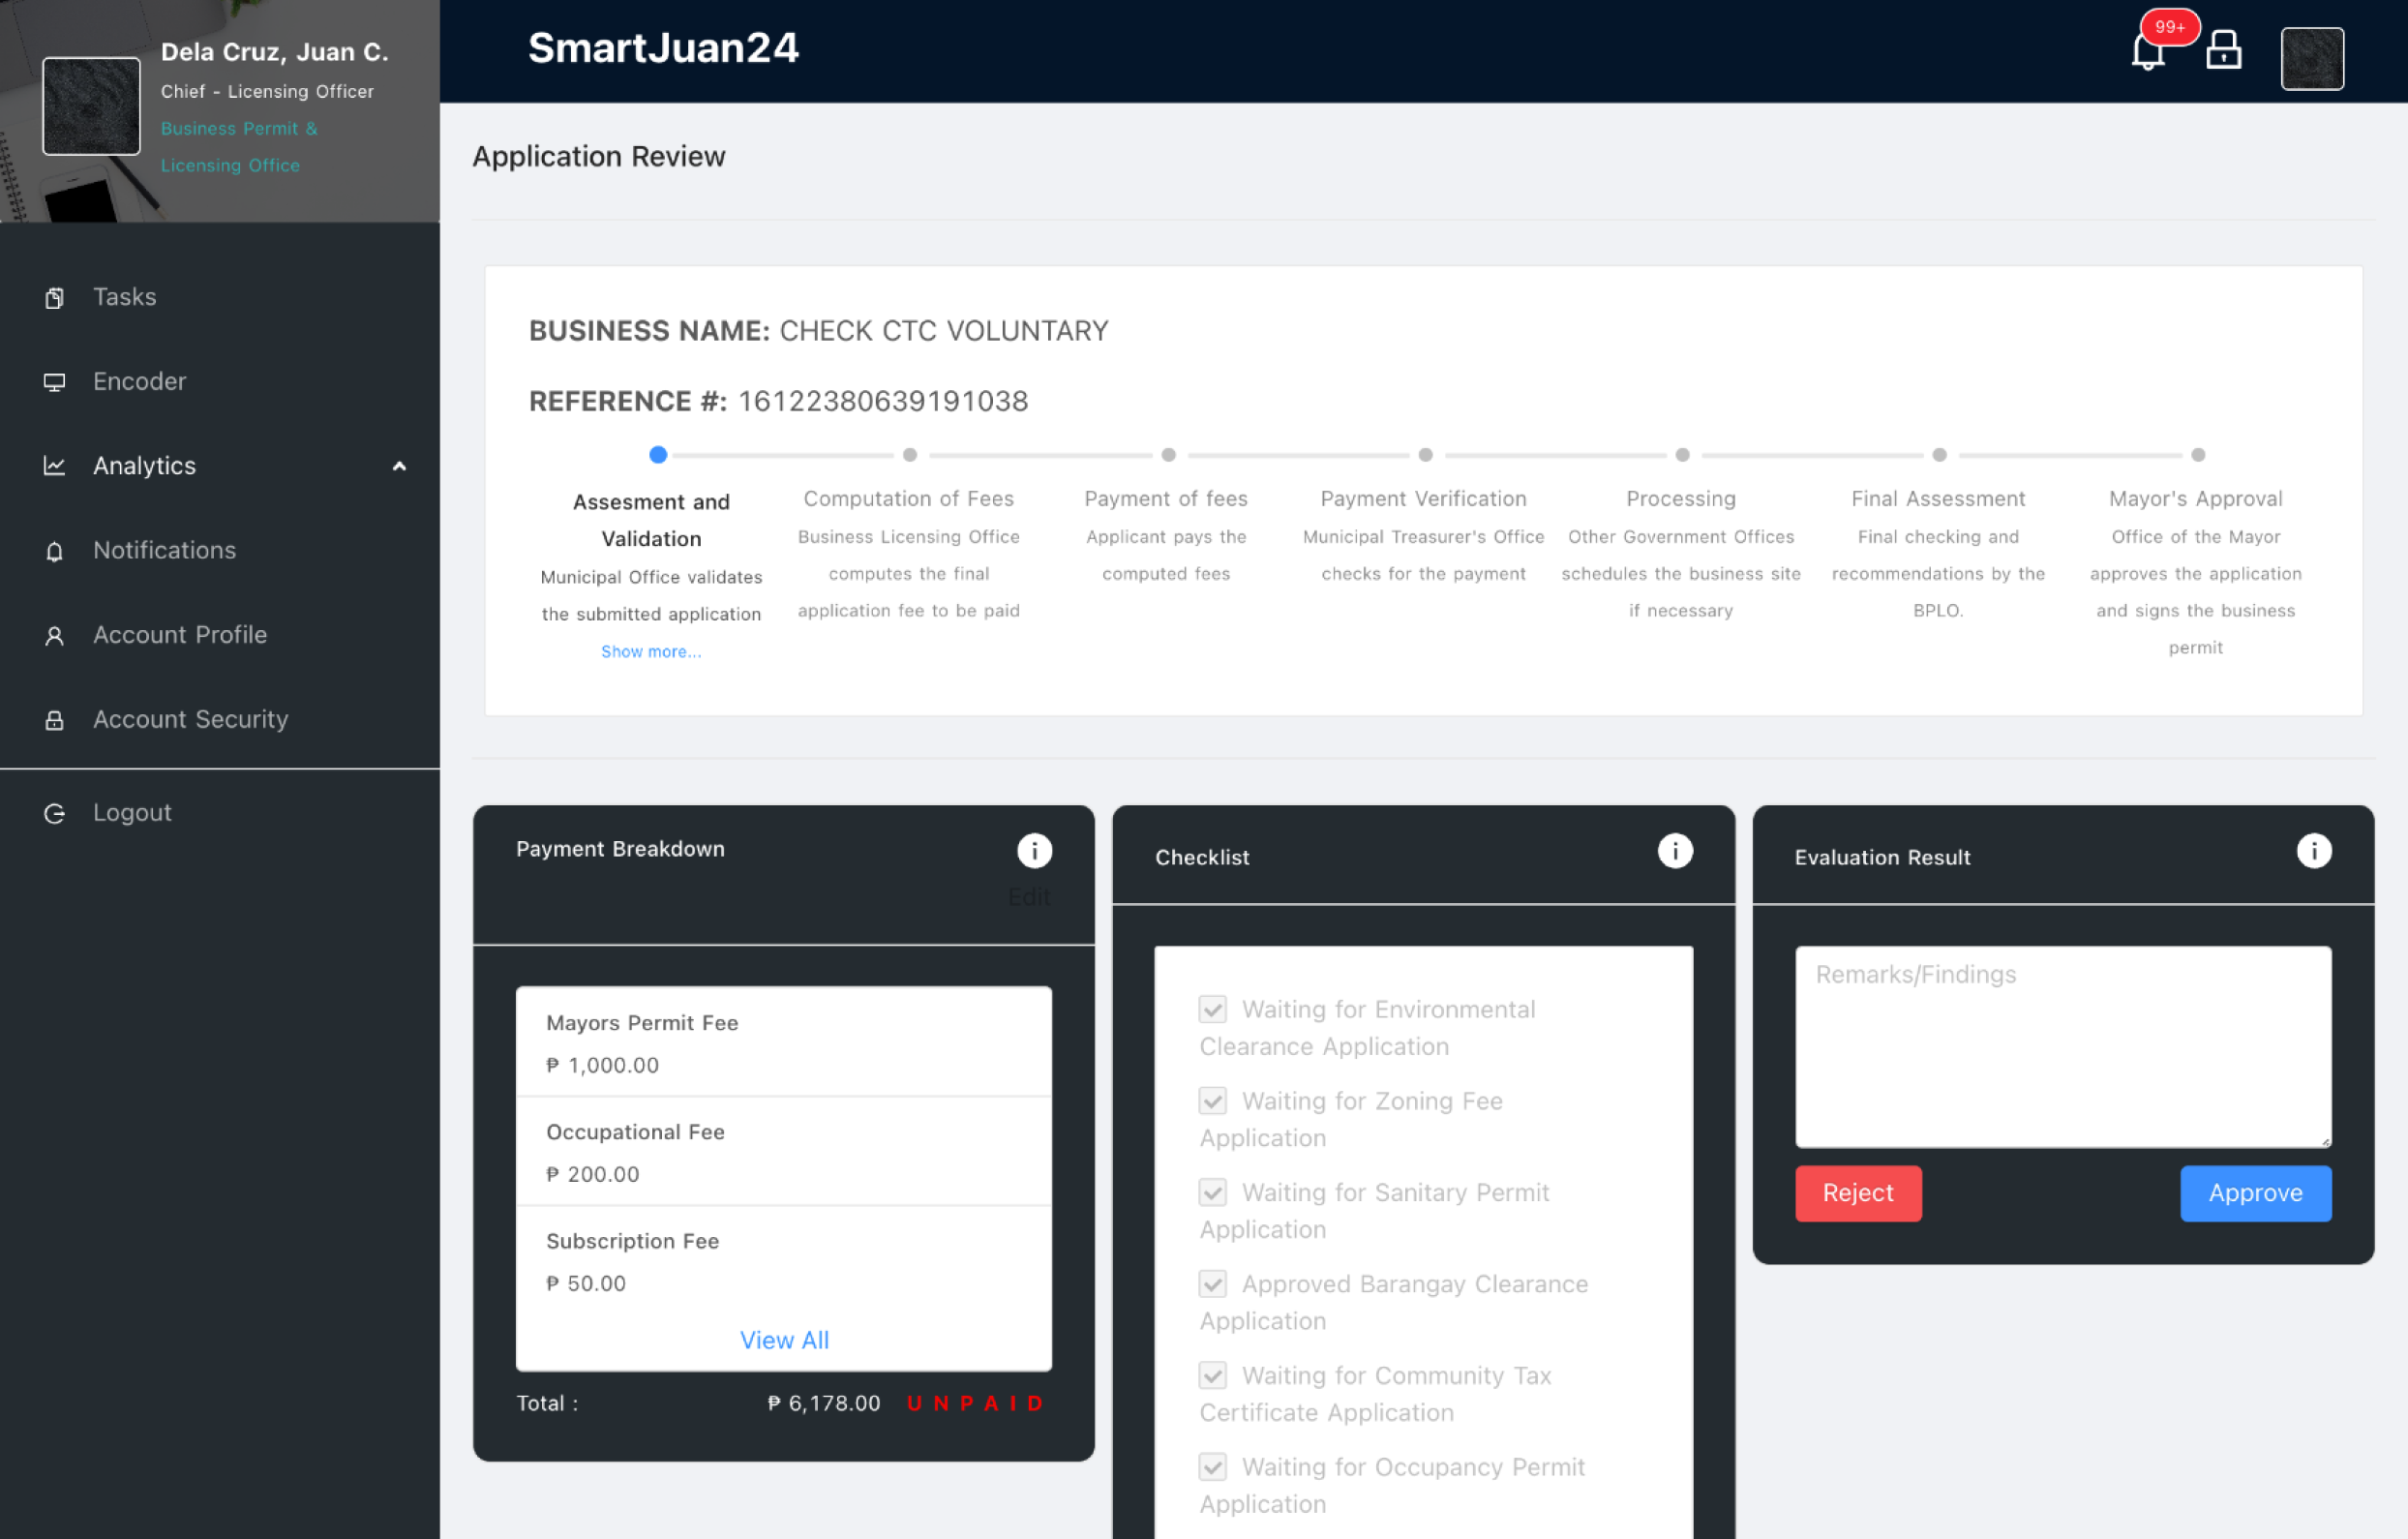 Dela Cruz, Juan C.
Chief - Licensing Officer
Business Permit &
Licensing Office
Tasks
Encoder
Analytics
Notifications
Account Profile
Account Security
Logout
SmartJuan24
99+
Application Review
BUSINESS NAME: CHECK CTC VOLUNTARY
REFERENCE #: 16122380639191038
Assesment and
Validation
Municipal Office validates
the submitted application
Show more...
Computation of Fees
Business Licensing Office
computes the final
application fee to be paid
Payment of fees
Applicant pays the
computed fees
Payment Verification
Municipal Treasurer's Office
checks for the payment
Processing
Other Government Offices
schedules the business site
if necessary
Final Assessment
Final checking and
recommendations by the
BPLO.
Mayor's Approval
Office of the Mayor
approves the application
and signs the business
permit
Payment Breakdown
Edit
Mayors Permit Fee
₱ 1,000.00
Occupational Fee
₱ 200.00
Subscription Fee
₱ 50.00
View All
Total : ₱ 6,178.00 UNPAID
Checklist
Waiting for Environmental
Clearance Application
Waiting for Zoning Fee
Application
Waiting for Sanitary Permit
Application
Approved Barangay Clearance
Application
Waiting for Community Tax
Certificate Application
Waiting for Occupancy Permit
Application
Evaluation Result
Remarks/Findings
Reject
Approve